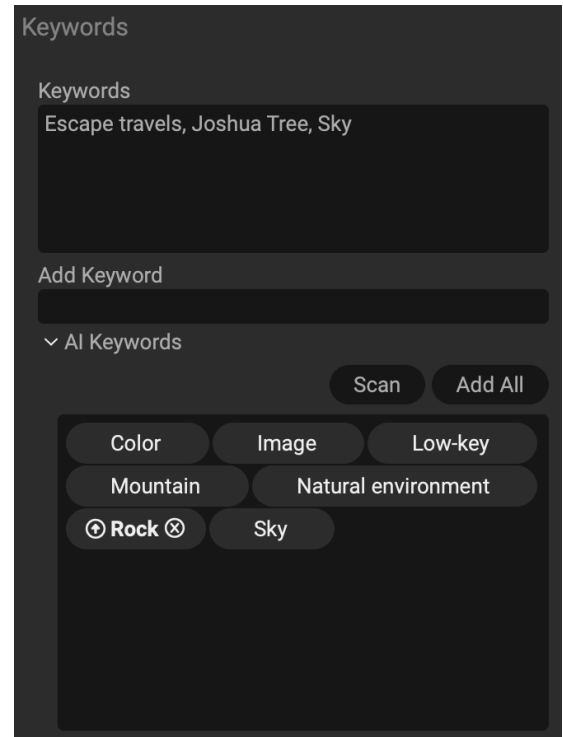 Keywords
Keywords
Escape travels, Joshua Tree, Sky
Add Keyword
AI Keywords
Scan Add All
Color Image Low-key
Mountain Natural environment
Rock Sky